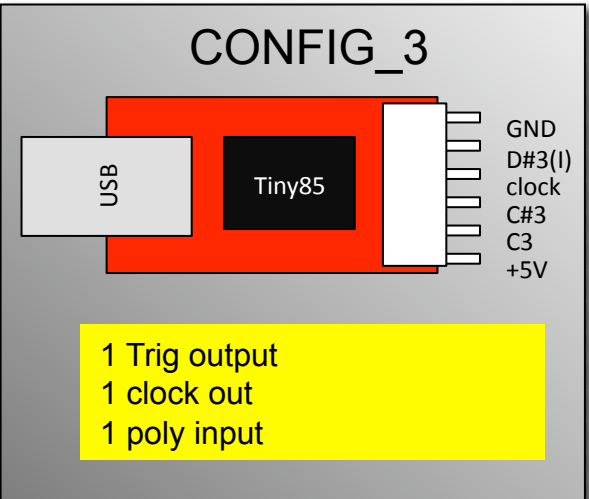 CONFIG_3
USB
Tiny85
GND
D#3(I)
clock
C#3
C3
+5V
1 Trig output
1 clock out
1 poly input